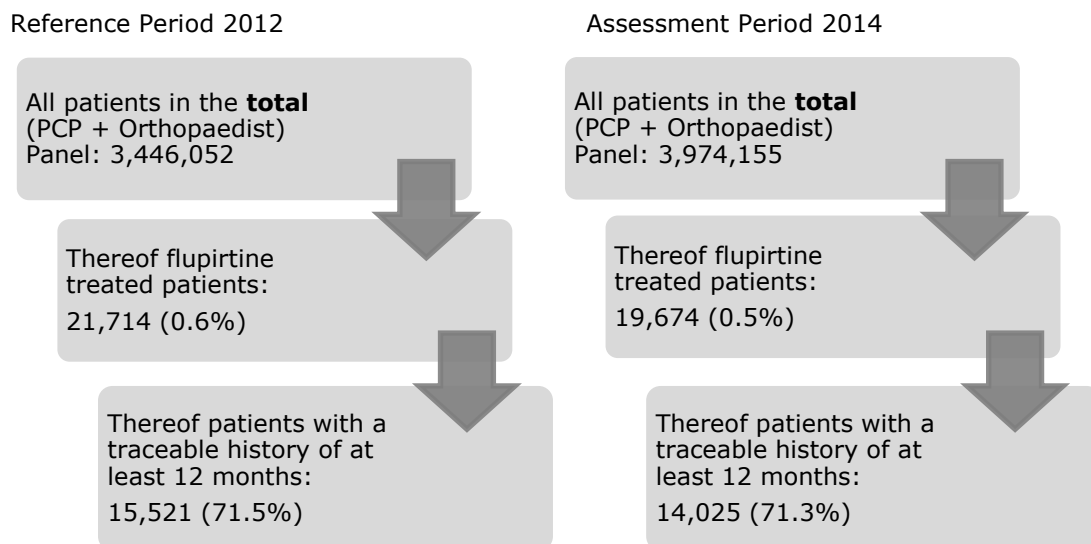 Reference Period 2012
All patients in the total
(PCP + Orthopaedist)
Panel: 3,446,052
Thereof flupirtine
treated patients:
21,714 (0.6%)
Thereof patients with a
traceable history of at
least 12 months:
15,521 (71.5%)
Assessment Period 2014
All patients in the total
(PCP + Orthopaedist)
Panel: 3,974,155
Thereof flupirtine
treated patients:
19,674 (0.5%)
Thereof patients with a
traceable history of at
least 12 months:
14,025 (71.3%)